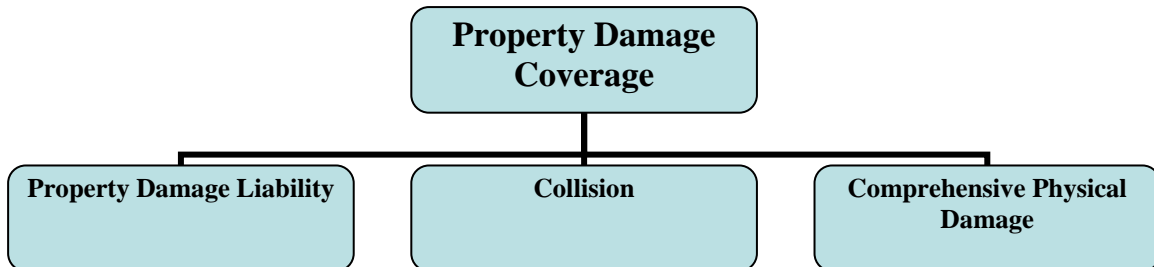 Property Damage
Coverage
Property Damage Liability
Collision
Comprehensive Physical
Damage